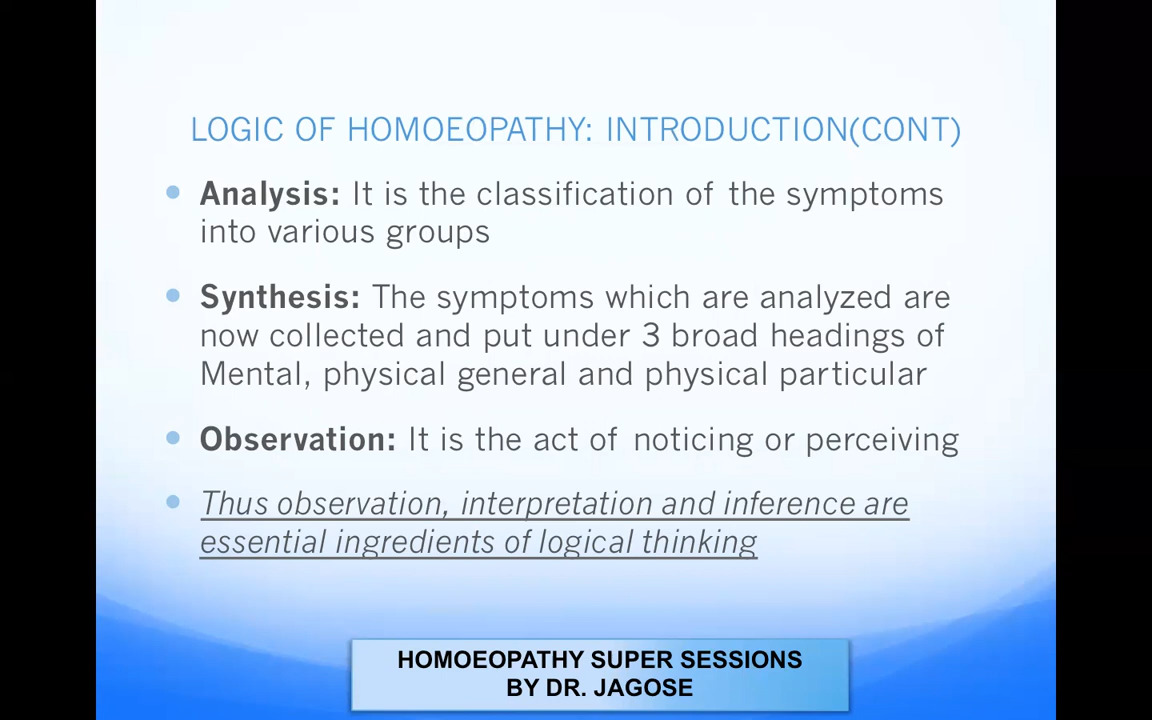 LOGIC OF HOMOEOPATHY: INTRODUCTION(CONT)
• Analysis: It is the classification of the symptoms
into various groups
• Synthesis: The symptoms which are analyzed are
now collected and put under 3 broad headings of
Mental, physical general and physical particular
• Observation: It is the act of noticing or perceiving
• Thus observation, interpretation and inference are
essential ingredients of logical thinking
HOMOEOPATHY SUPER SESSIONS
BY DR. JAGOSE